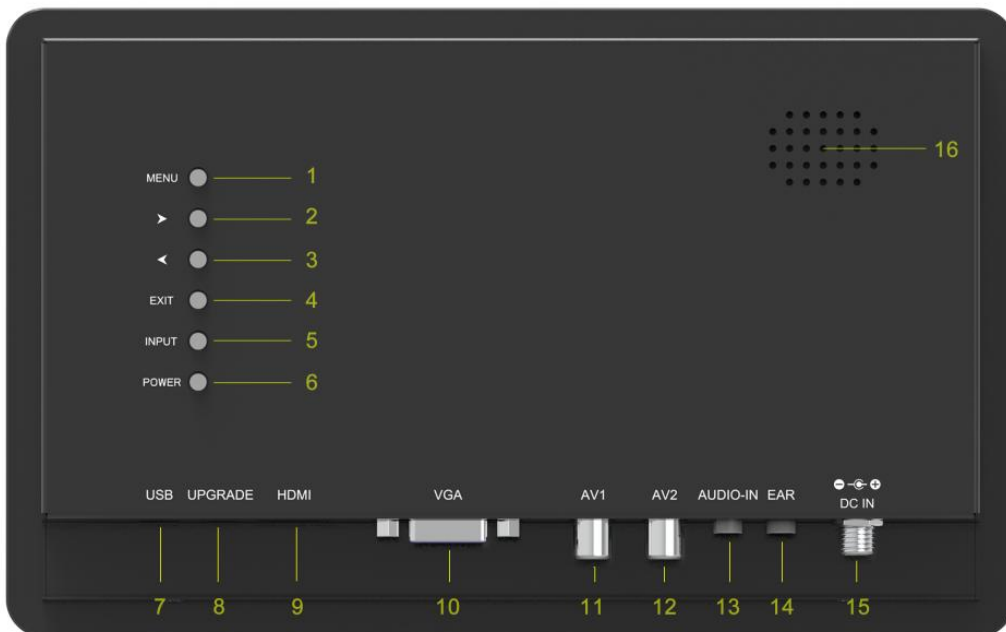 16
MENU 1
➤ 2
⮜ 3
EXIT 4
INPUT 5
POWER 6
USB UPGRADE HDMI VGA AV1 AV2 AUDIO-IN EAR DC IN
7 8 9 10 11 12 13 14 15